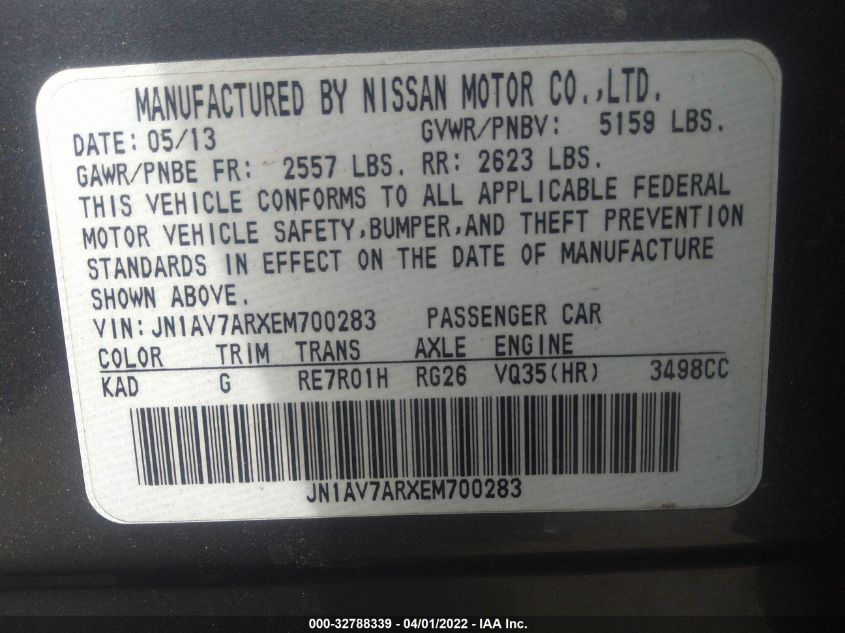 MANUFACTURED BY NISSAN MOTOR CO.,LTD.
DATE: 05/13 GVWR/PNBV: 5159 LBS.
GAWR/PNBE FR: 2557 LBS. RR: 2623 LBS.
THIS VEHICLE CONFORMS TO ALL APPLICABLE FEDERAL
MOTOR VEHICLE SAFETY,BUMPER,AND THEFT PREVENTION
STANDARDS IN EFFECT ON THE DATE OF MANUFACTURE
SHOWN ABOVE.
VIN: JN1AV7ARXEM700283 PASSENGER CAR
COLOR TRIM TRANS AXLE ENGINE
KAD G RE7R01H RG26 VQ35(HR) 3498CC
JN1AV7ARXEM700283
000-32788339 - 04/01/2022 - IAA Inc.